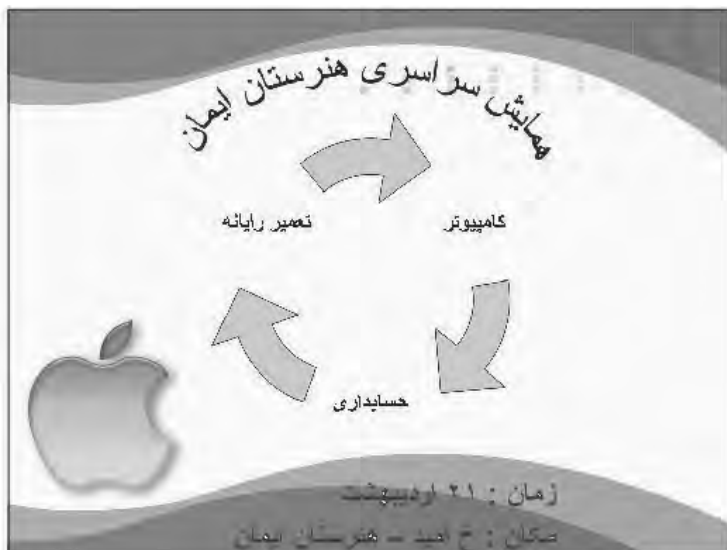 همایش سراسری هنرستان ایمان
کامپیوتر
تعمیر رایانه
حسابداری
زمان : ۲۱ اردیبهشت
مکان : خ امید – هنرستان ایمان